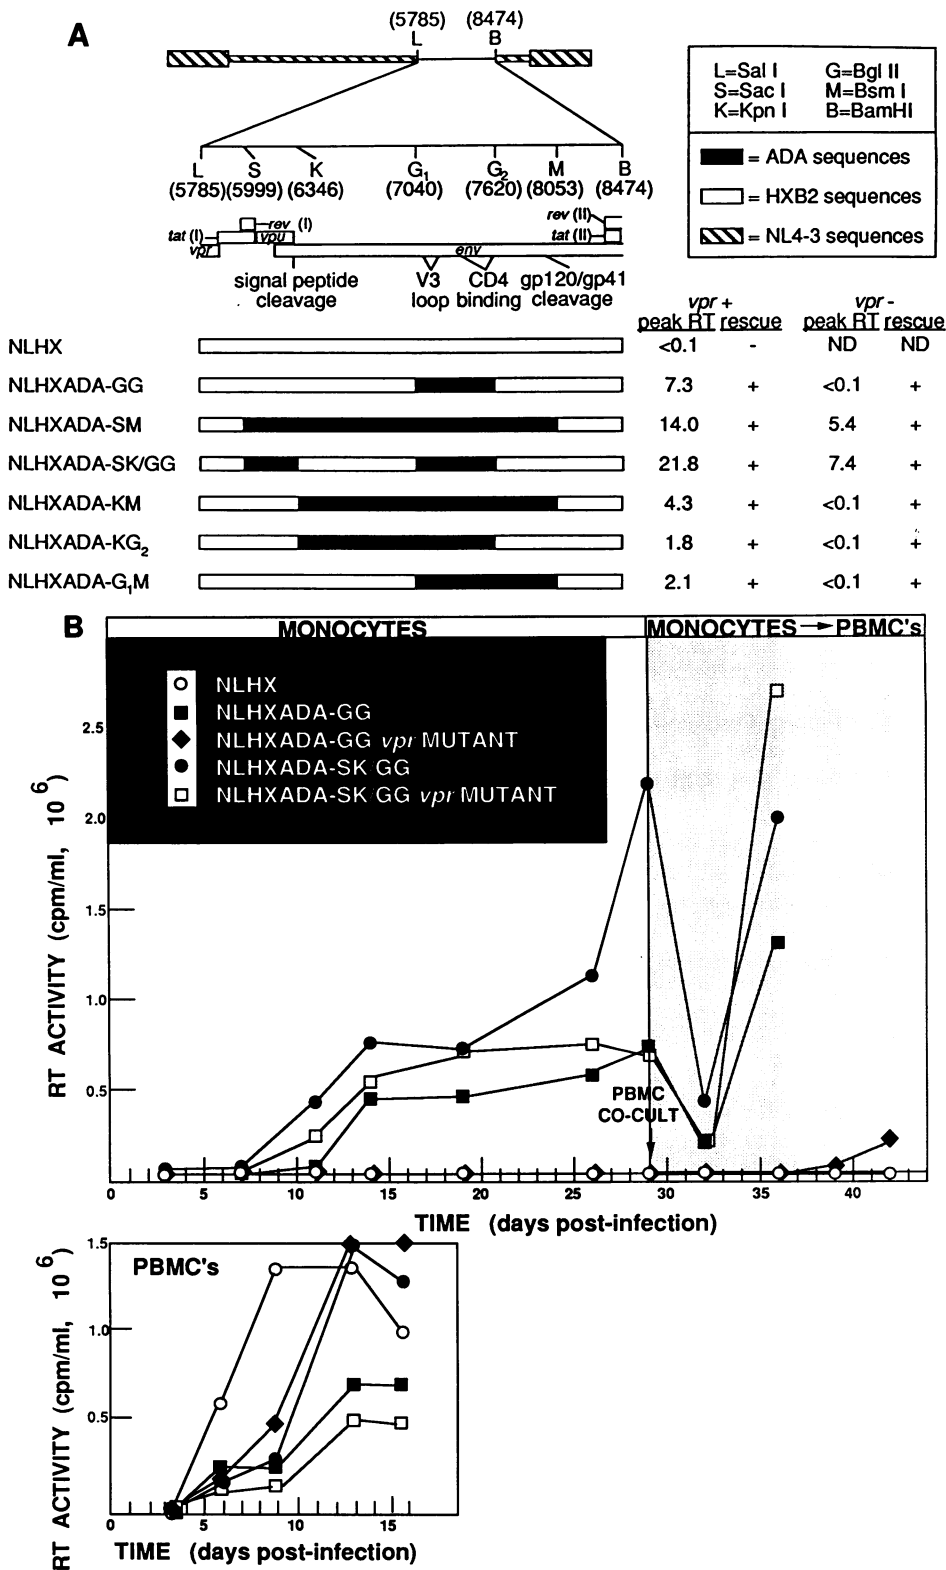 A
(5785) (8474)
L B
L=Sal I G=Bgl II
S=Sac I M=Bsm I
K=Kpn I B=BamHI
= ADA sequences
= HXB2 sequences
= NL4-3 sequences
L S K G1 G2 M B
(5785) (5999) (6346) (7040) (7620) (8053) (8474)
rev (I) rev (II)
tat (I) vpu tat (II)
vpr env
signal peptide cleavage
V3 loop
CD4 binding
gp120/gp41 cleavage
vpr + vpr -
peak RT rescue peak RT rescue
NLHX <0.1 - ND ND
NLHXADA-GG 7.3 + <0.1 +
NLHXADA-SM 14.0 + 5.4 +
NLHXADA-SK/GG 21.8 + 7.4 +
NLHXADA-KM 4.3 + <0.1 +
NLHXADA-KG2 1.8 + <0.1 +
NLHXADA-G1M 2.1 + <0.1 +
B
MONOCYTES MONOCYTES → PBMC's
NLHX
NLHXADA-GG
NLHXADA-GG vpr MUTANT
NLHXADA-SK GG
NLHXADA-SK GG vpr MUTANT
RT ACTIVITY (cpm/ml, 10^6)
2.5
2.0
1.5
1.0
0.5
PBMC
CO-CULT
0 5 10 15 20 25 30 35 40
TIME (days post-infection)
PBMC's
RT ACTIVITY (cpm/ml, 10^6)
1.5
1.0
0.5
0 5 10 15
TIME (days post-infection)